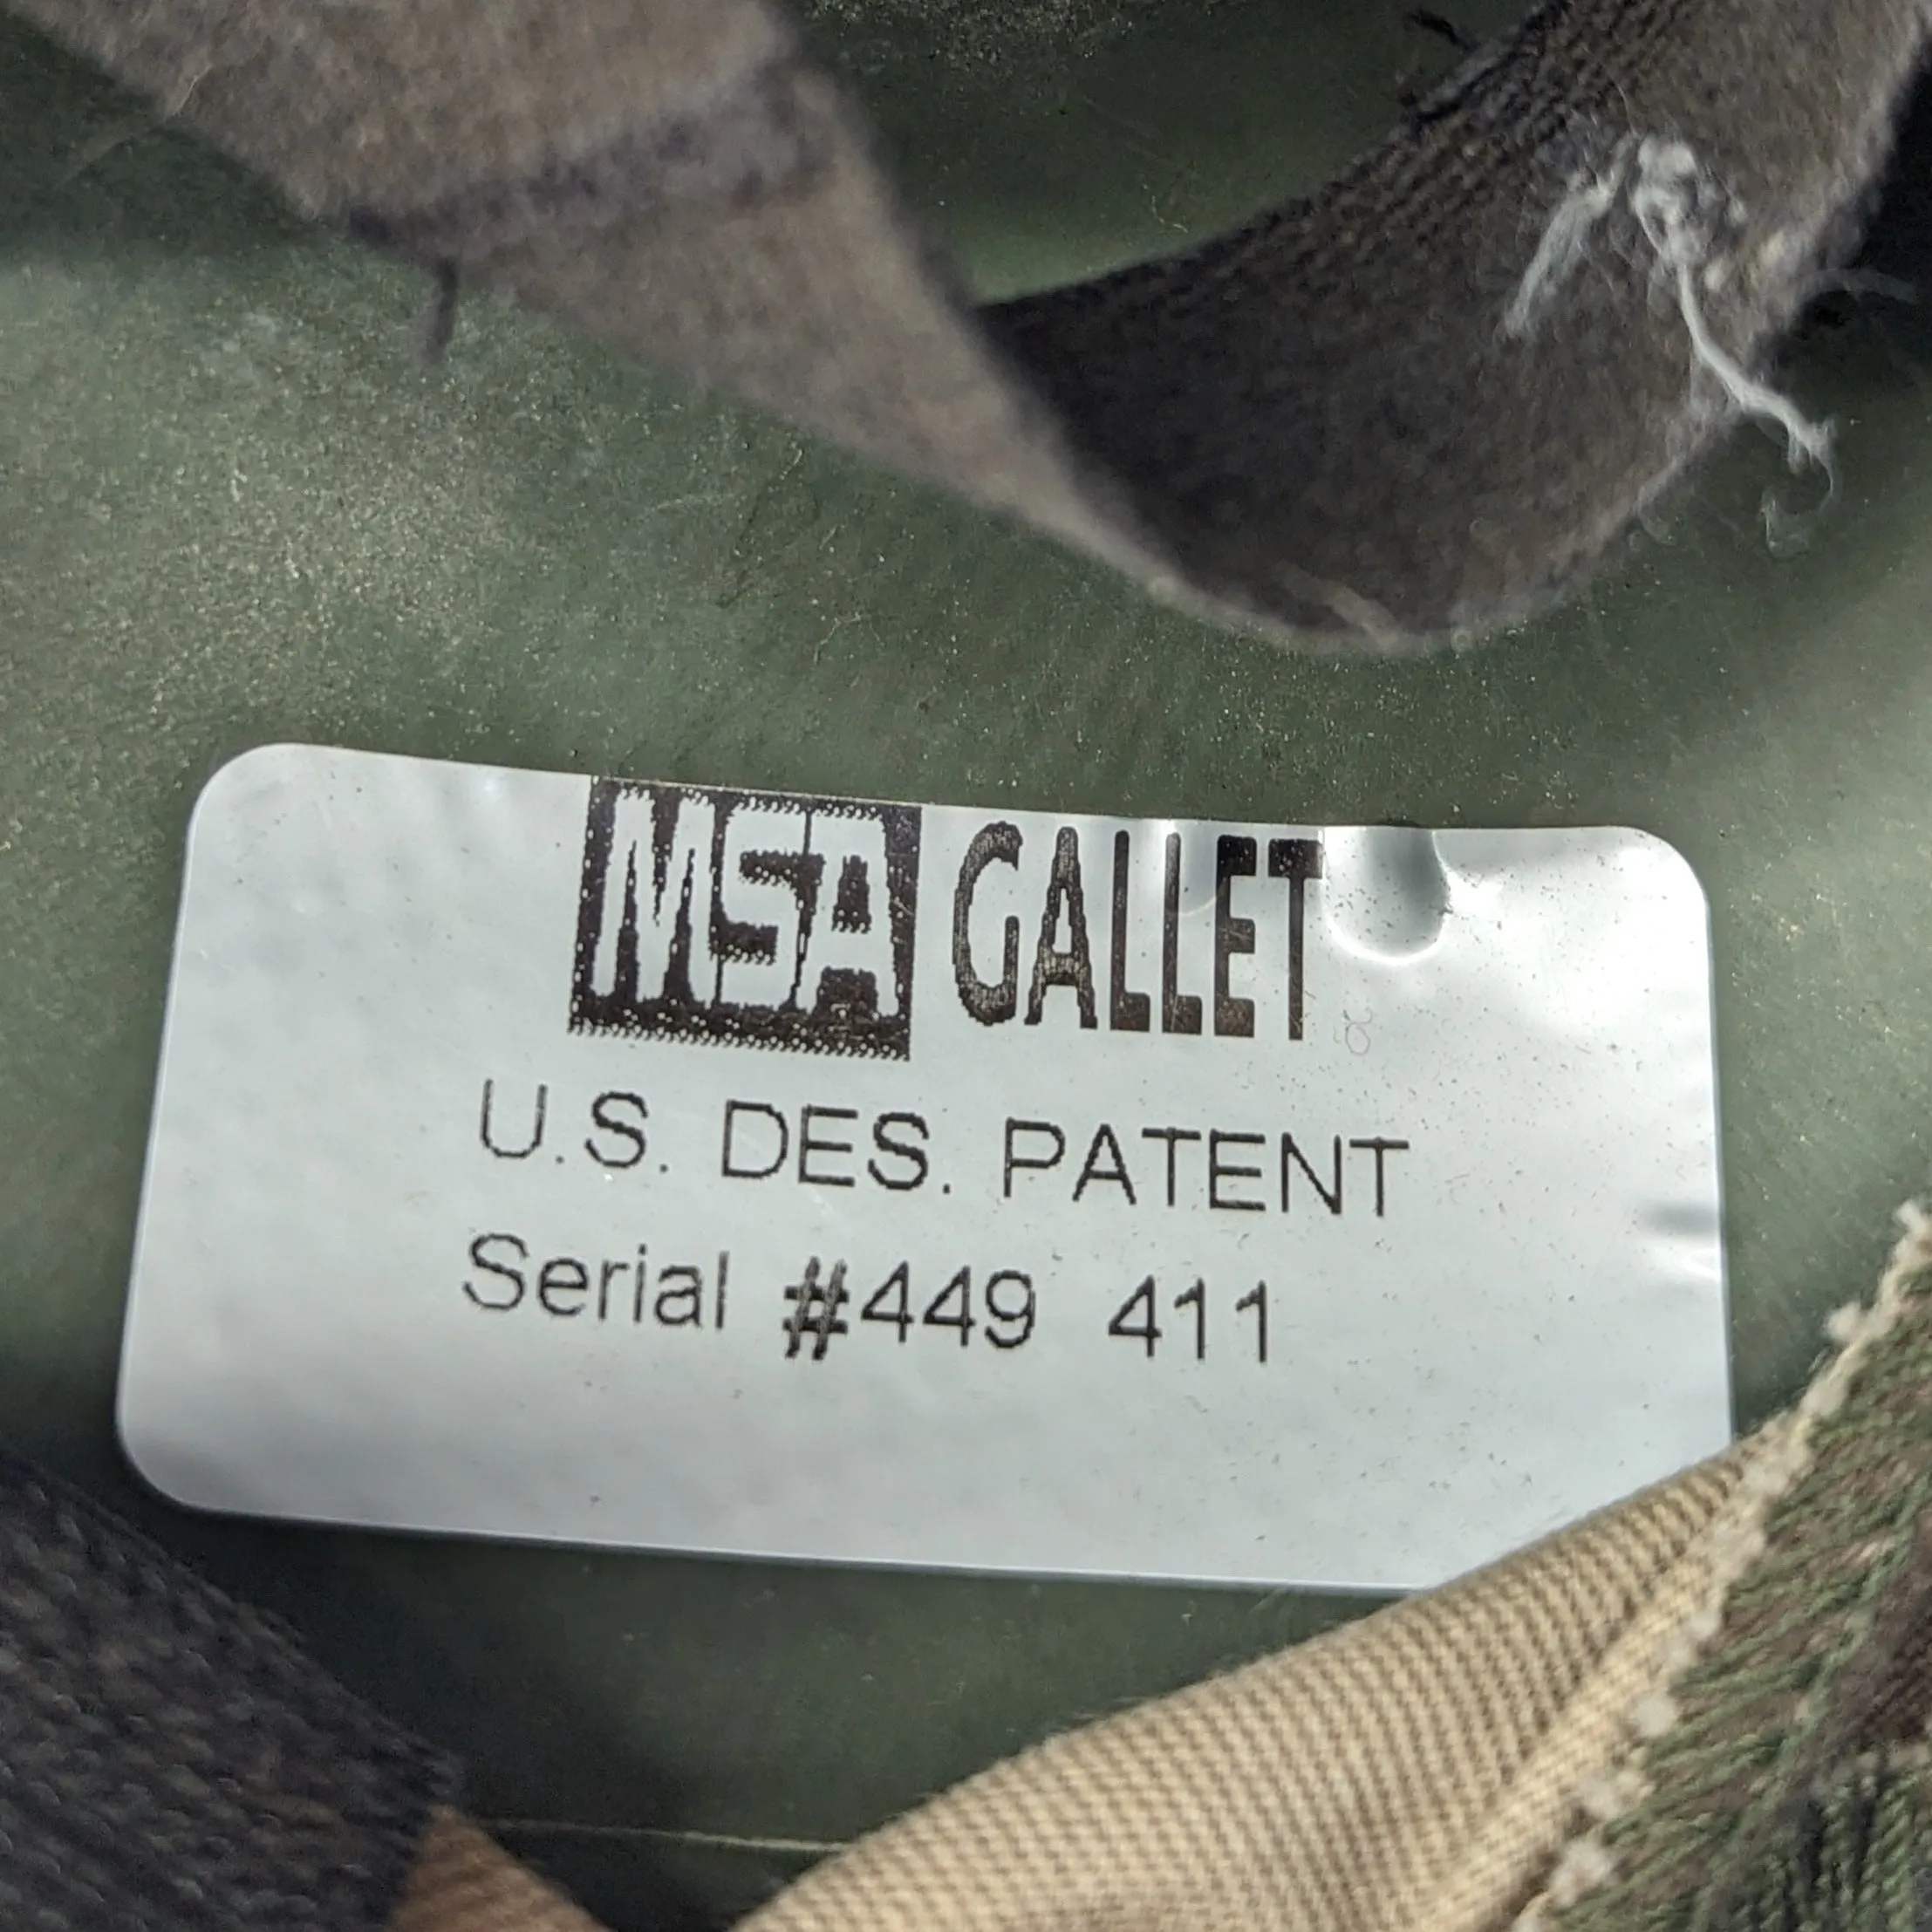 MSA GALLET
U.S. DES. PATENT
Serial #449 411